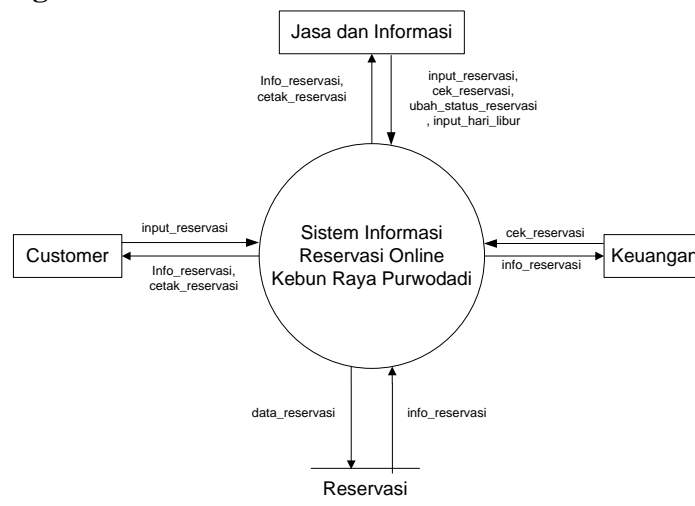 Jasa dan Informasi
Info_reservasi,
cetak_reservasi
input_reservasi,
cek_reservasi,
ubah_status_reservasi
, input_hari_libur
Customer
input_reservasi
Info_reservasi,
cetak_reservasi
Sistem Informasi
Reservasi Online
Kebun Raya Purwodadi
cek_reservasi
info_reservasi
Keuangan
data_reservasi
info_reservasi
Reservasi